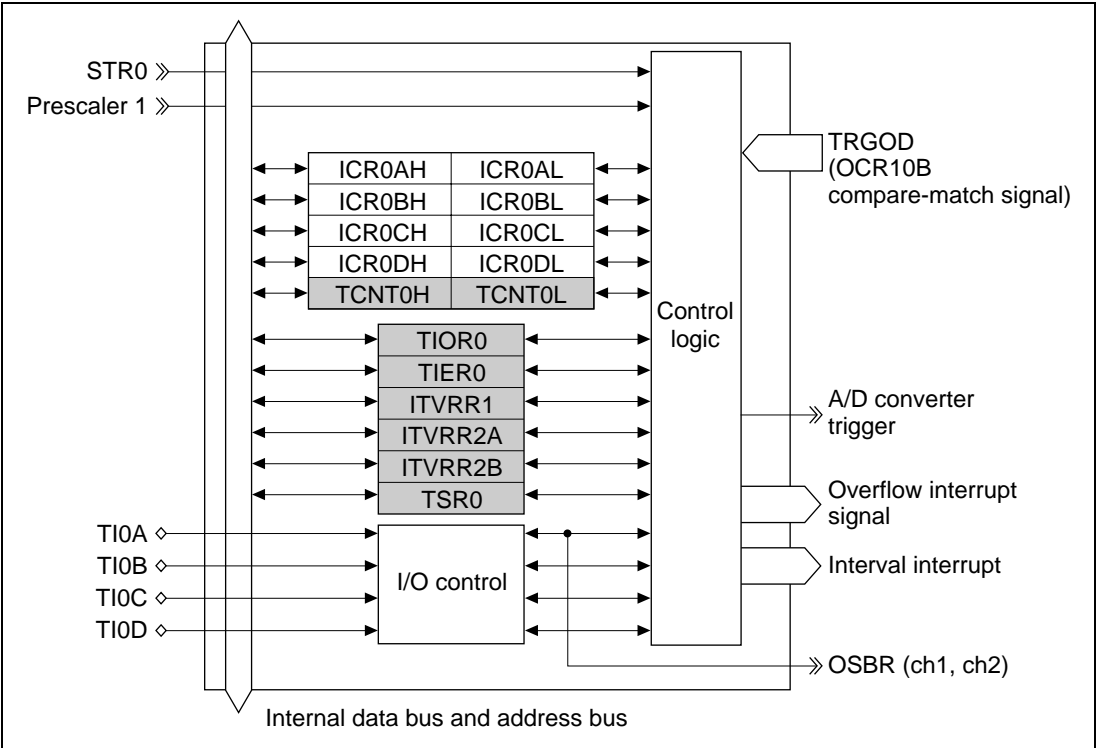 STR0
Prescaler 1
TRGOD
(OCR10B
compare-match signal)
ICR0AH ICR0AL
ICR0BH ICR0BL
ICR0CH ICR0CL
ICR0DH ICR0DL
TCNT0H TCNT0L
Control
logic
TIOR0
TIER0
ITVRR1
ITVRR2A
ITVRR2B
TSR0
A/D converter
trigger
Overflow interrupt
signal
TI0A
TI0B
TI0C
TI0D
I/O control
Interval interrupt
OSBR (ch1, ch2)
Internal data bus and address bus